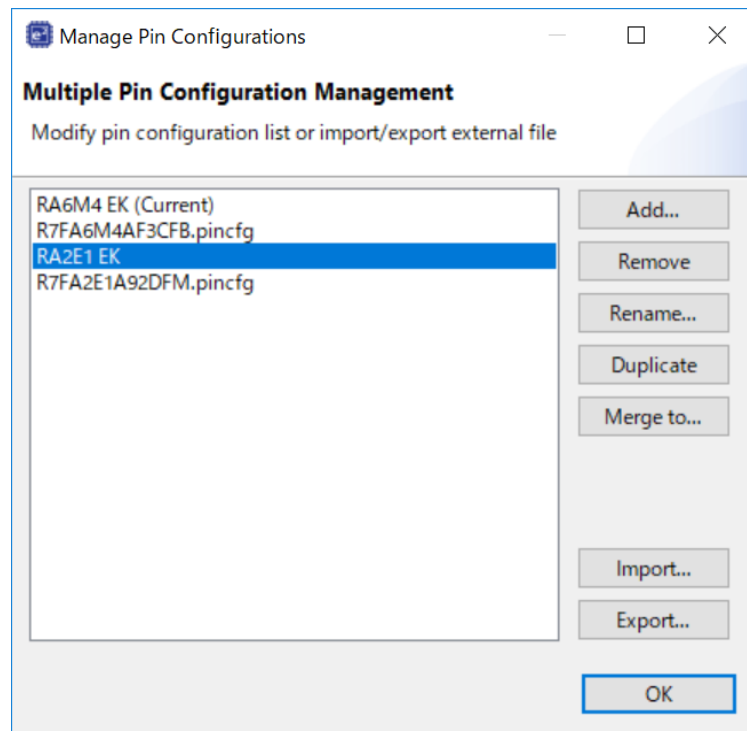 Manage Pin Configurations
Multiple Pin Configuration Management
Modify pin configuration list or import/export external file
RA6M4 EK (Current)
R7FA6M4AF3CFB.pincfg
RA2E1 EK
R7FA2E1A92DFM.pincfg
Add...
Remove
Rename...
Duplicate
Merge to...
Import...
Export...
OK